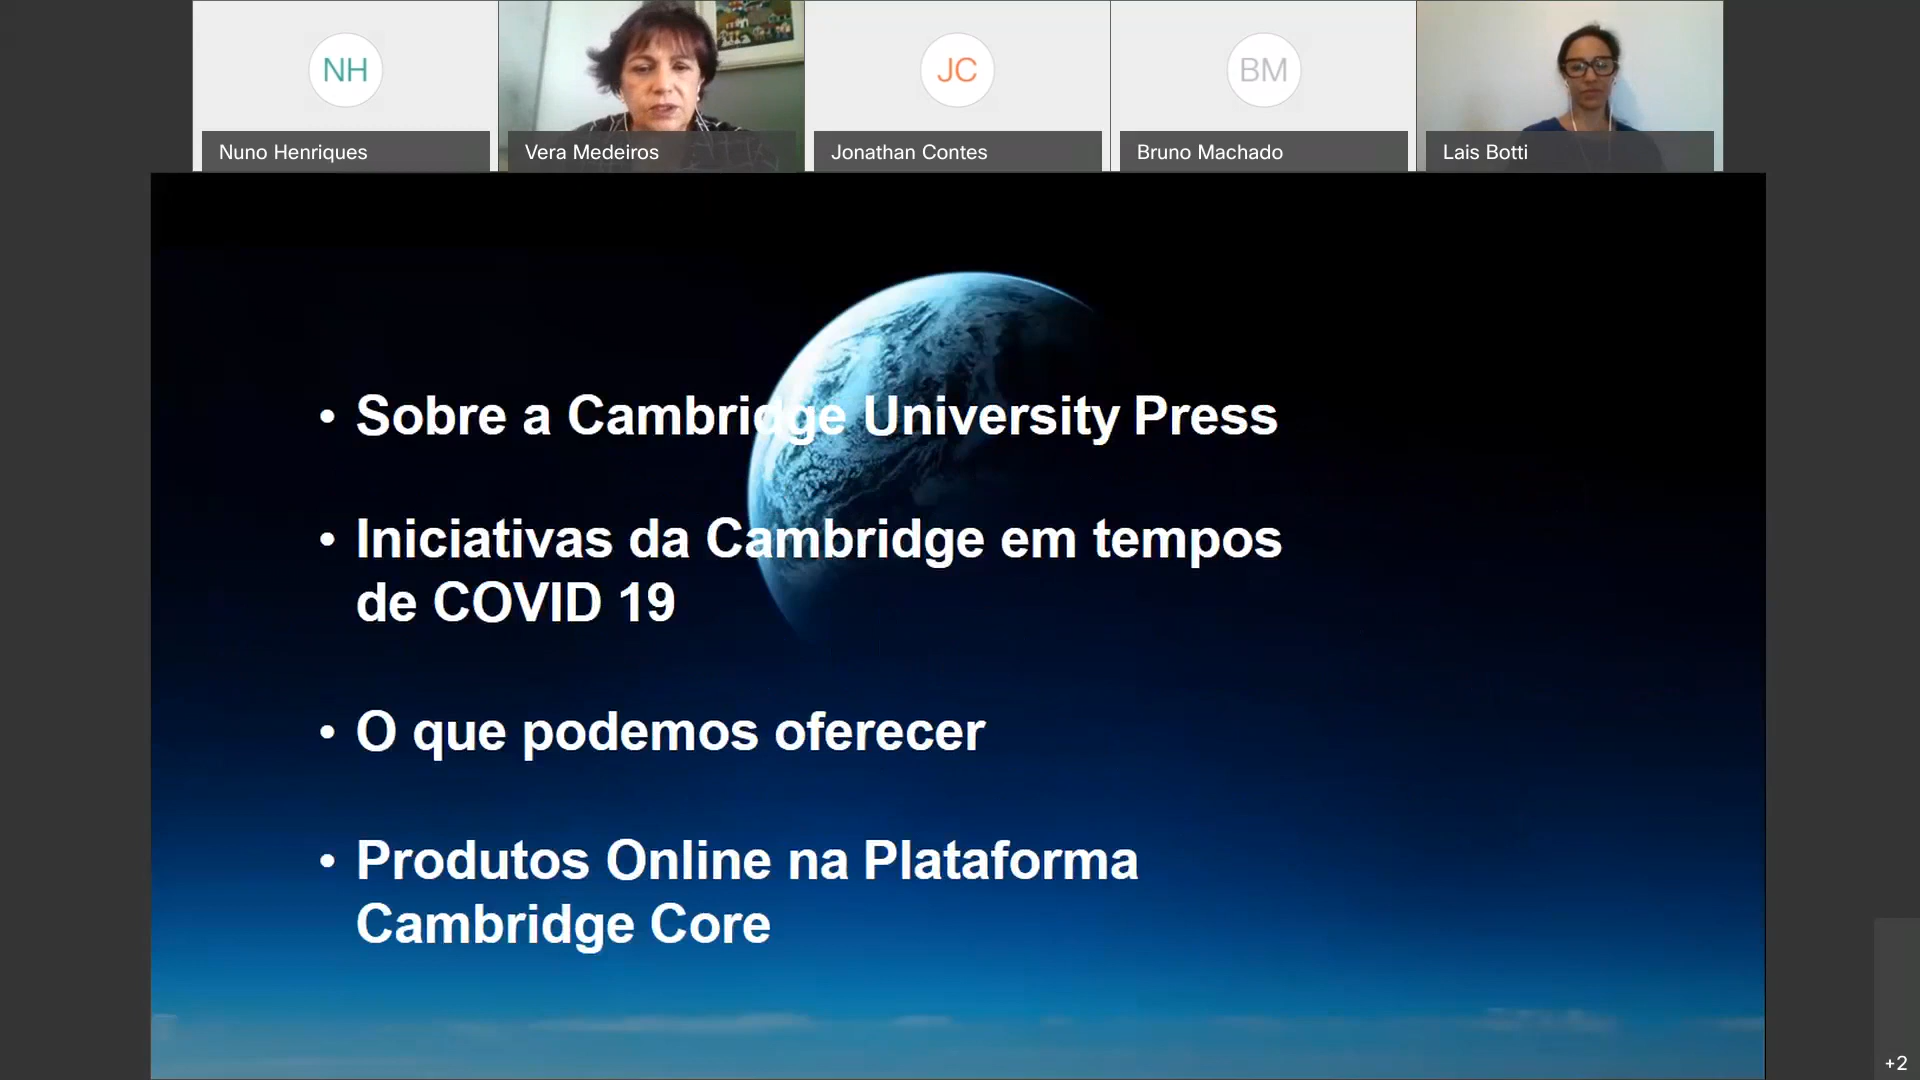 NH
JC
BM
Nuno Henriques
Vera Medeiros
Jonathan Contes
Bruno Machado
Lais Botti
• Sobre a Cambridge University Press
• Iniciativas da Cambridge em tempos
de COVID 19
• O que podemos oferecer
• Produtos Online na Plataforma
Cambridge Core
+2